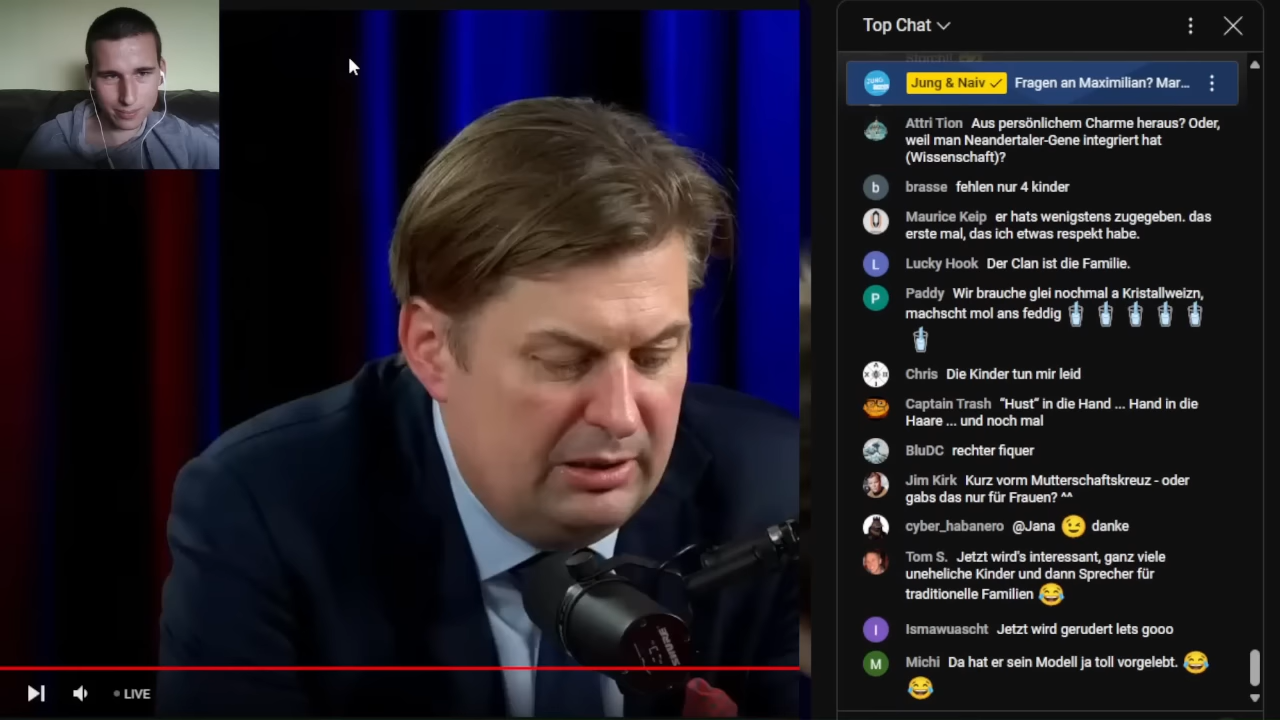 Top Chat
Jung & Naiv Fragen an Maximilian? Mar...
Attri Tion Aus persönlichem Charme heraus? Oder,
weil man Neandertaler-Gene integriert hat
(Wissenschaft)?
b
brasse fehlen nur 4 kinder
Maurice Keip er hats wenigstens zugegeben. das
erste mal, das ich etwas respekt habe.
L
Lucky Hook Der Clan ist die Familie.
P
Paddy Wir brauche glei nochmal a Kristallweizn,
machscht mol ans feddig
Chris Die Kinder tun mir leid
Captain Trash “Hust” in die Hand ... Hand in die
Haare ... und noch mal
BluDC rechter fiquer
Jim Kirk Kurz vorm Mutterschaftskreuz - oder
gabs das nur für Frauen? ^^
cyber_habanero @Jana 😉 danke
Tom S. Jetzt wird's interessant, ganz viele
uneheliche Kinder und dann Sprecher für
traditionelle Familien 😂
I
Ismawuascht Jetzt wird gerudert lets gooo
M
Michi Da hat er sein Modell ja toll vorgelebt. 😂
😂
SHURE
LIVE